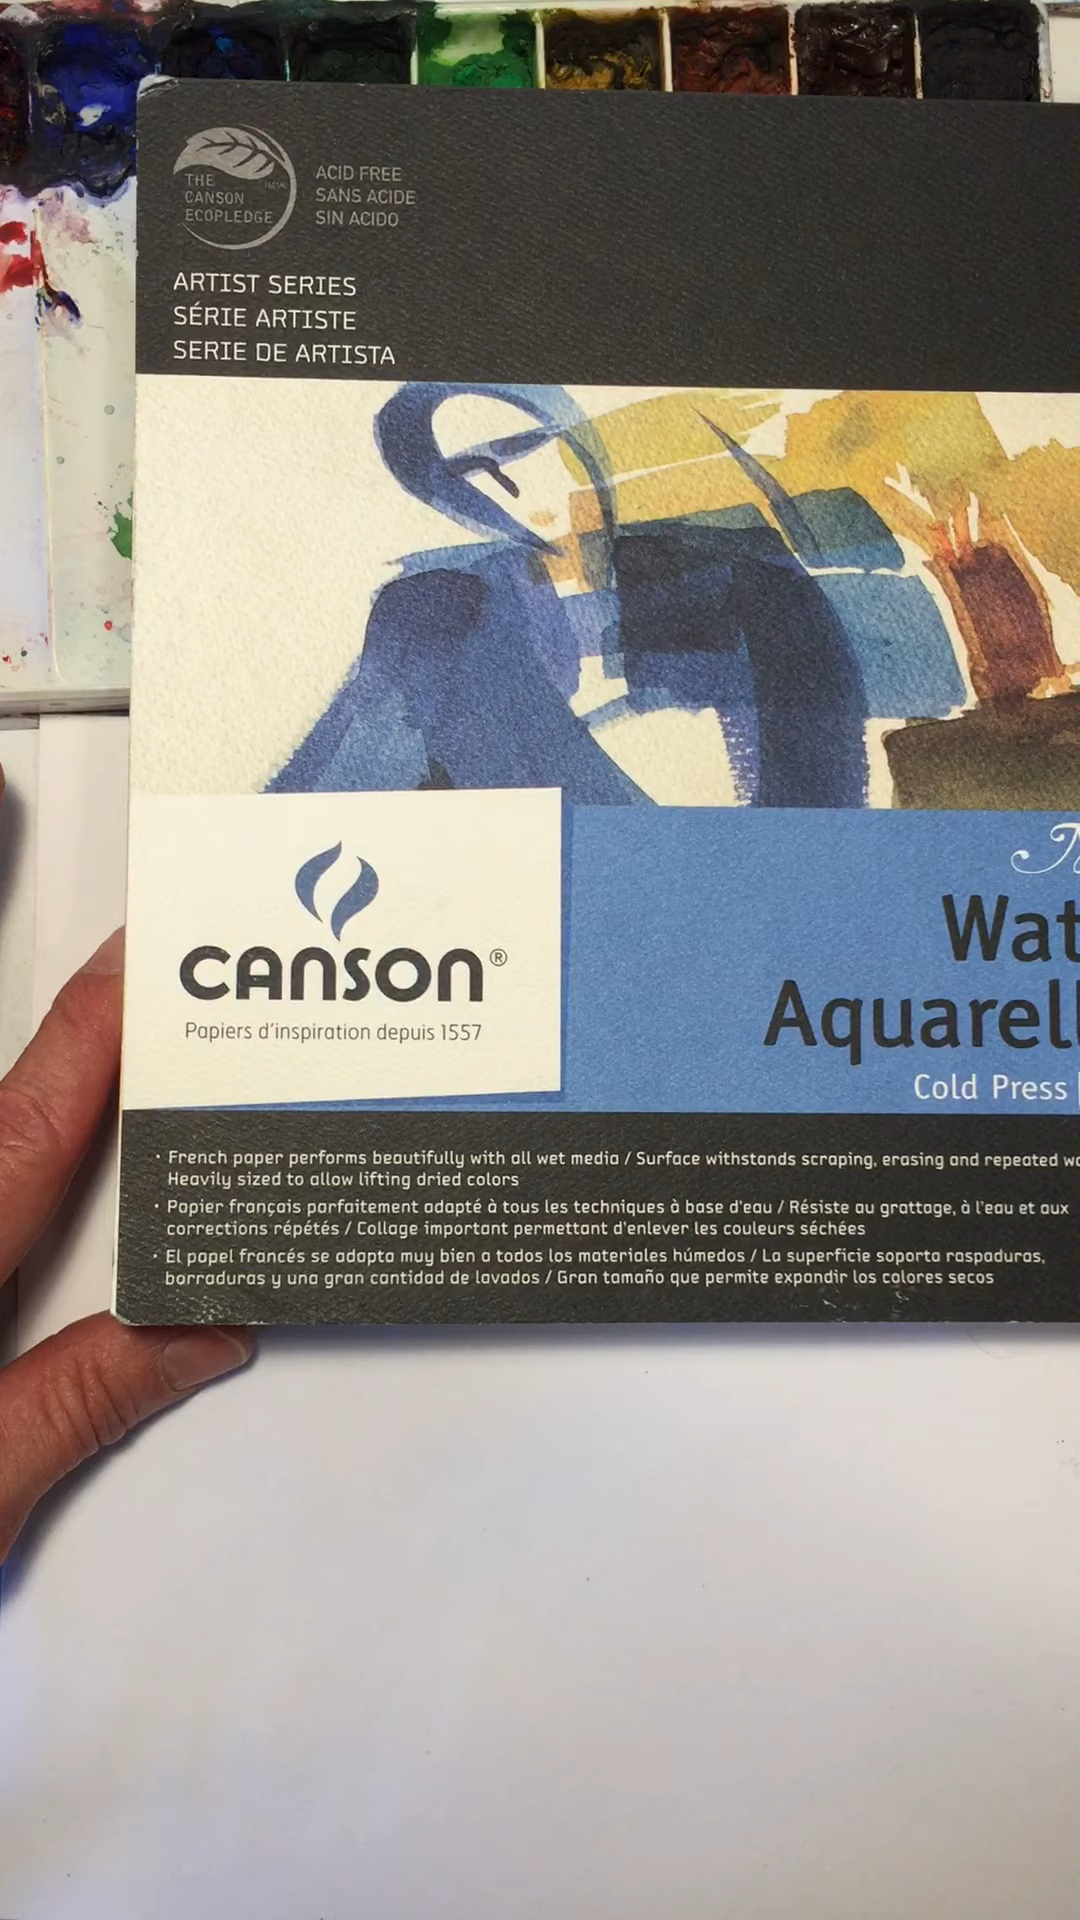 THE
CANSON
ECOPLEDGE
ACID FREE
SANS ACIDE
SIN ACIDO
ARTIST SERIES
SÉRIE ARTISTE
SERIE DE ARTISTA
CANSON®
Papiers d'inspiration depuis 1557
Wat
Aquarell
Cold Press
• French paper performs beautifully with all wet media / Surface withstands scraping, erasing and repeated
Heavily sized to allow lifting dried colors
• Papier français parfaitement adapté à tous les techniques à base d'eau / Résiste au grattage, à l'eau et aux
corrections répétés / Collage important permettant d'enlever les couleurs séchées
• El papel francés se adapta muy bien a todos los materiales húmedos / La superficie soporta raspaduras,
borraduras y una gran cantidad de lavados / Gran tamaño que permite expandir los colores secos